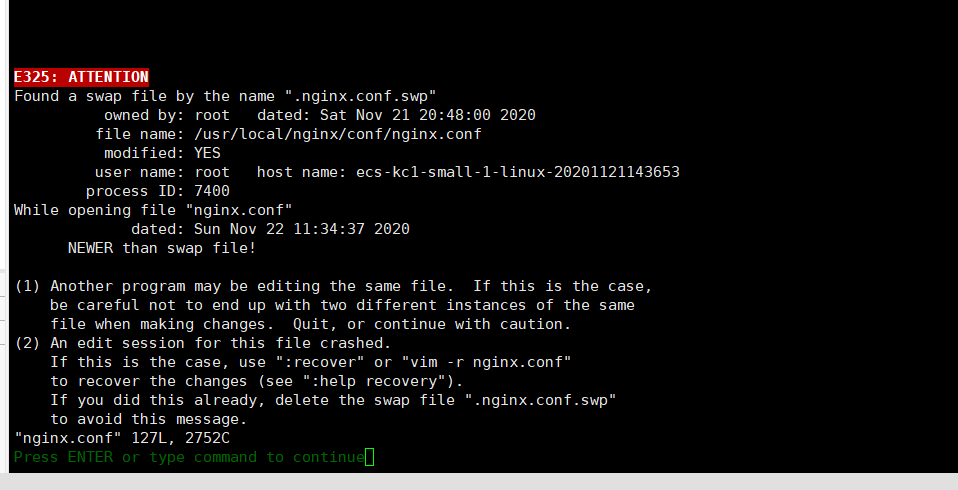 E325: ATTENTION
Found a swap file by the name ".nginx.conf.swp"
          owned by: root   dated: Sat Nov 21 20:48:00 2020
         file name: /usr/local/nginx/conf/nginx.conf
          modified: YES
         user name: root   host name: ecs-kc1-small-1-linux-20201121143653
        process ID: 7400
While opening file "nginx.conf"
             dated: Sun Nov 22 11:34:37 2020
      NEWER than swap file!
(1) Another program may be editing the same file.  If this is the case,
    be careful not to end up with two different instances of the same
    file when making changes.  Quit, or continue with caution.
(2) An edit session for this file crashed.
    If this is the case, use ":recover" or "vim -r nginx.conf"
    to recover the changes (see ":help recovery").
    If you did this already, delete the swap file ".nginx.conf.swp"
    to avoid this message.
"nginx.conf" 127L, 2752C
Press ENTER or type command to continue